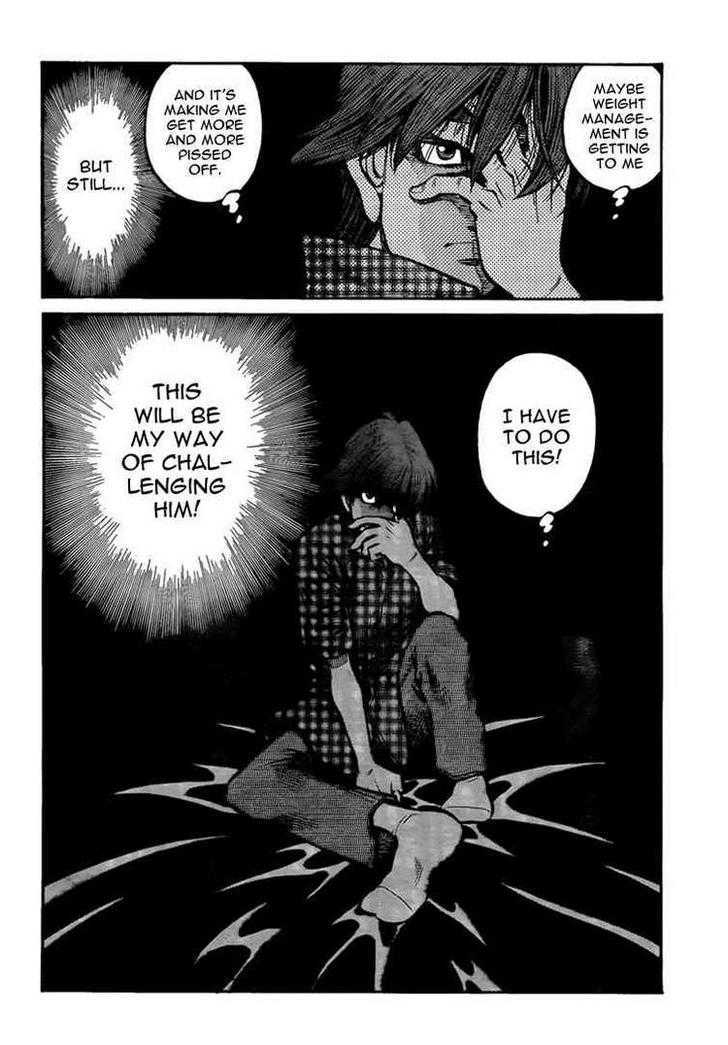 MAYBE
WEIGHT
MANAGE-
MENT IS
GETTING
TO ME
AND IT'S
MAKING ME
GET MORE
AND MORE
PISSED
OFF.
BUT
STILL...
I HAVE
TO DO
THIS!
THIS
WILL BE
MY WAY
OF CHAL-
LENGING
HIM!